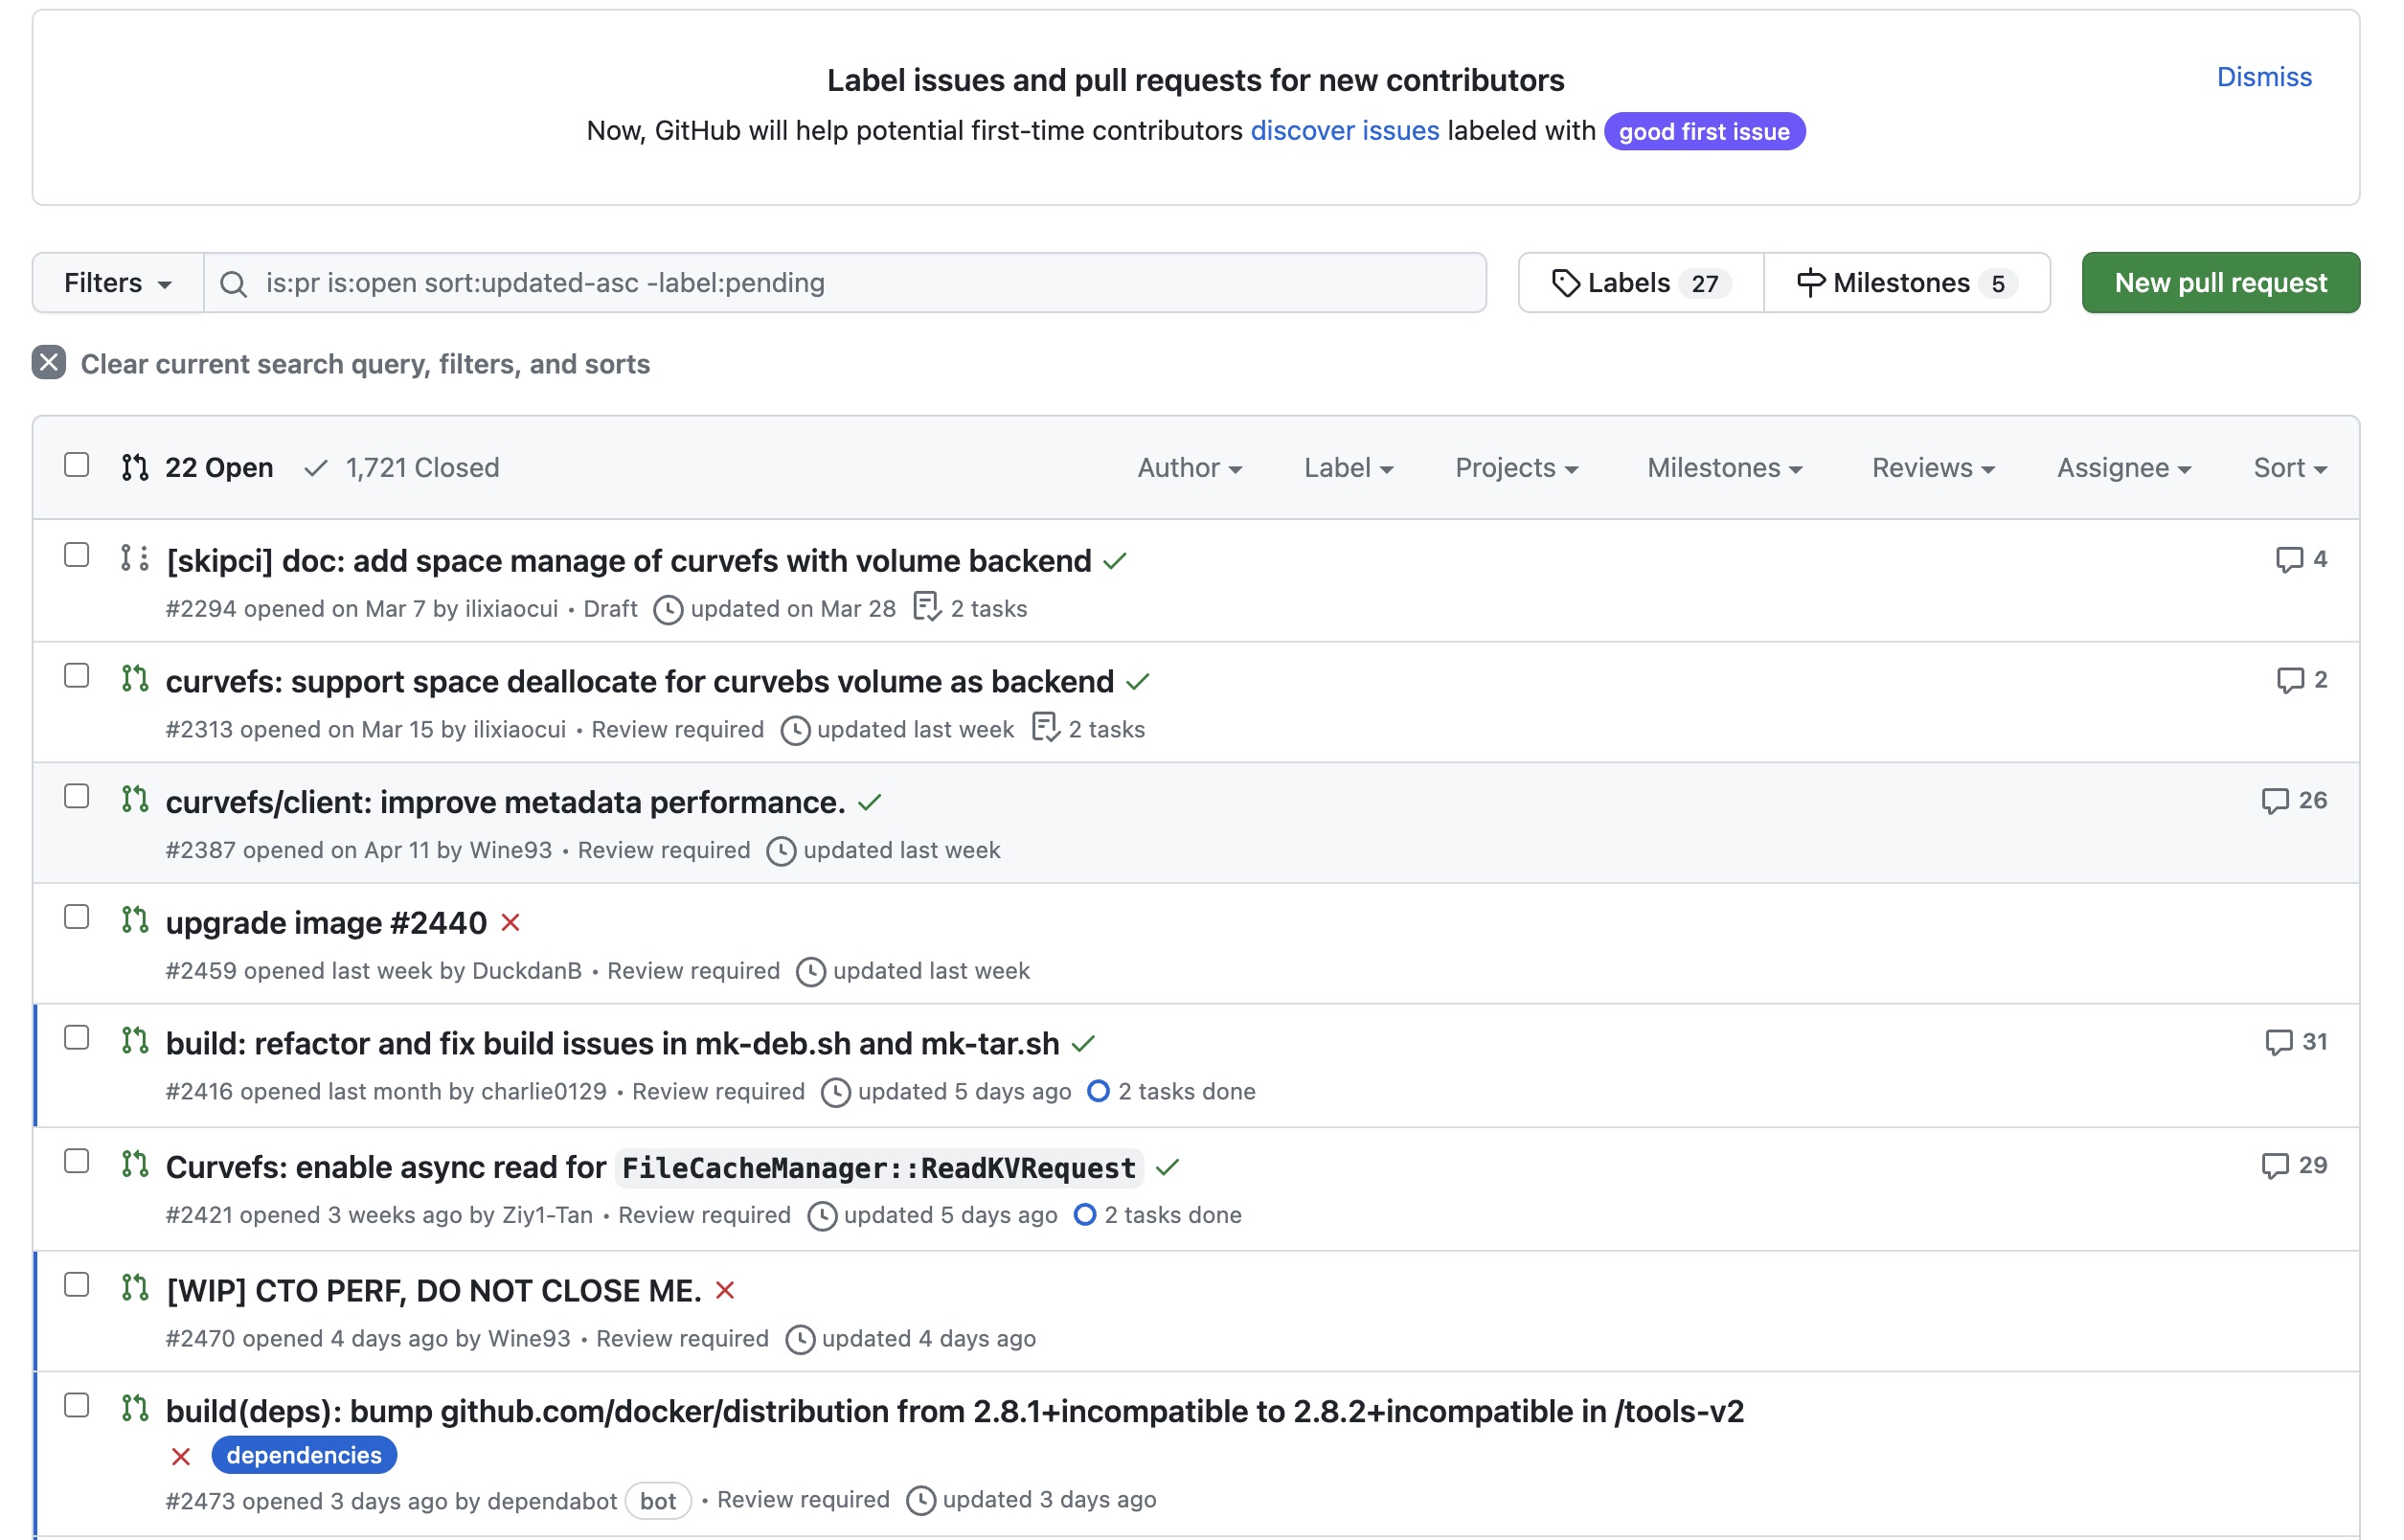 Label issues and pull requests for new contributors
Dismiss
Now, GitHub will help potential first-time contributors discover issues labeled with good first issue
Filters
is:pr is:open sort:updated-asc -label:pending
Labels 27
Milestones 5
New pull request
Clear current search query, filters, and sorts
22 Open
1,721 Closed
Author
Label
Projects
Milestones
Reviews
Assignee
Sort
[skipci] doc: add space manage of curvefs with volume backend
4
#2294 opened on Mar 7 by ilixiaocui • Draft updated on Mar 28 2 tasks
curvefs: support space deallocate for curvebs volume as backend
2
#2313 opened on Mar 15 by ilixiaocui • Review required updated last week 2 tasks
curvefs/client: improve metadata performance.
26
#2387 opened on Apr 11 by Wine93 • Review required updated last week
upgrade image #2440
#2459 opened last week by DuckdanB • Review required updated last week
build: refactor and fix build issues in mk-deb.sh and mk-tar.sh
31
#2416 opened last month by charlie0129 • Review required updated 5 days ago 2 tasks done
Curvefs: enable async read for FileCacheManager::ReadKVRequest
29
#2421 opened 3 weeks ago by Ziy1-Tan • Review required updated 5 days ago 2 tasks done
[WIP] CTO PERF, DO NOT CLOSE ME.
#2470 opened 4 days ago by Wine93 • Review required updated 4 days ago
build(deps): bump github.com/docker/distribution from 2.8.1+incompatible to 2.8.2+incompatible in /tools-v2
dependencies
#2473 opened 3 days ago by dependabot bot • Review required updated 3 days ago